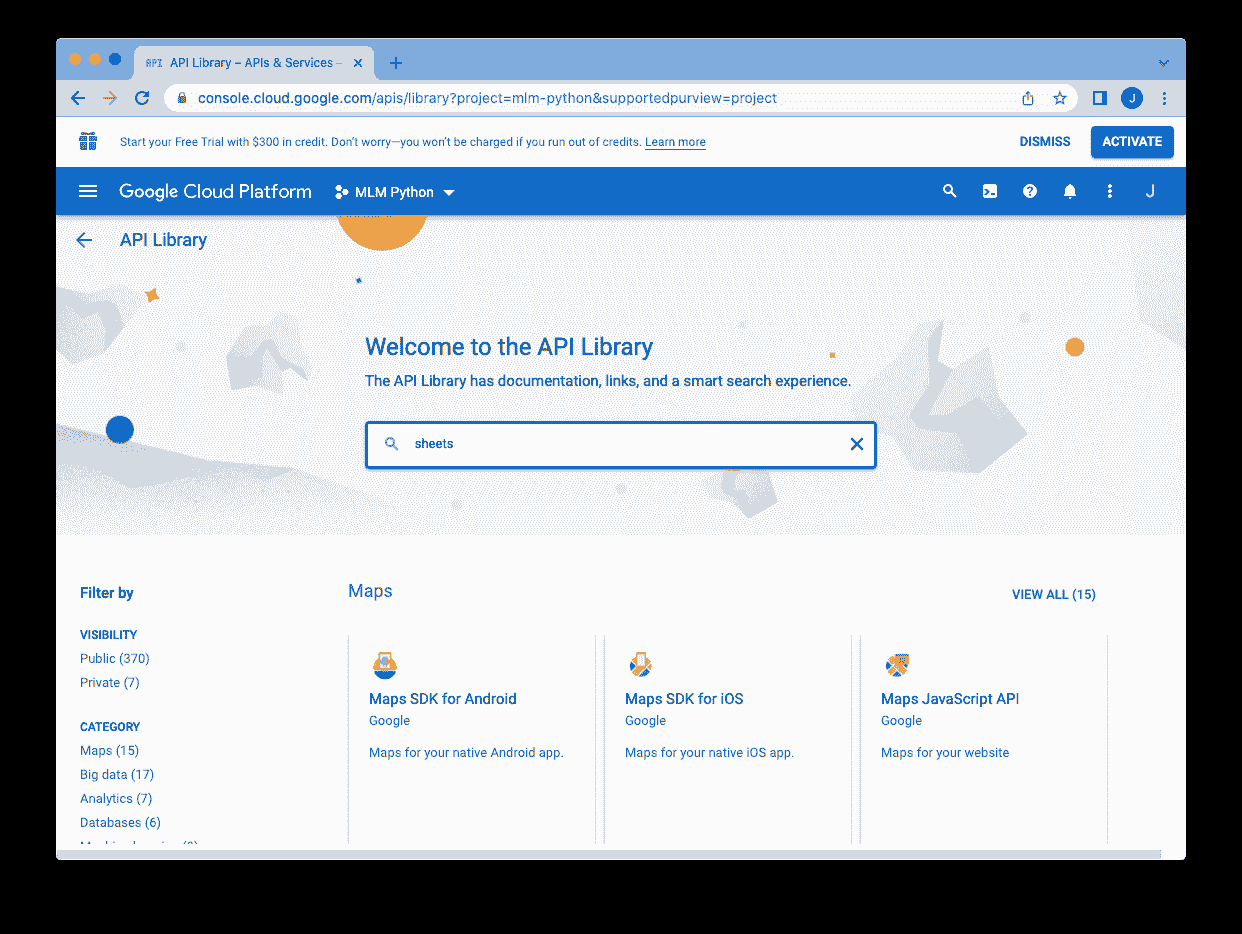 API API Library – APIs & Services –
console.cloud.google.com/apis/library?project=mlm-python&supportedpurview=project
J
Start your Free Trial with $300 in credit. Don't worry—you won't be charged if you run out of credits. Learn more
DISMISS
ACTIVATE
Google Cloud Platform
MLM Python
J
API Library
Welcome to the API Library
The API Library has documentation, links, and a smart search experience.
sheets
Filter by
VISIBILITY
Public (370)
Private (7)
CATEGORY
Maps (15)
Big data (17)
Analytics (7)
Databases (6)
Maps
VIEW ALL (15)
Maps SDK for Android
Google
Maps for your native Android app.
Maps SDK for iOS
Google
Maps for your native iOS app.
Maps JavaScript API
Google
Maps for your website